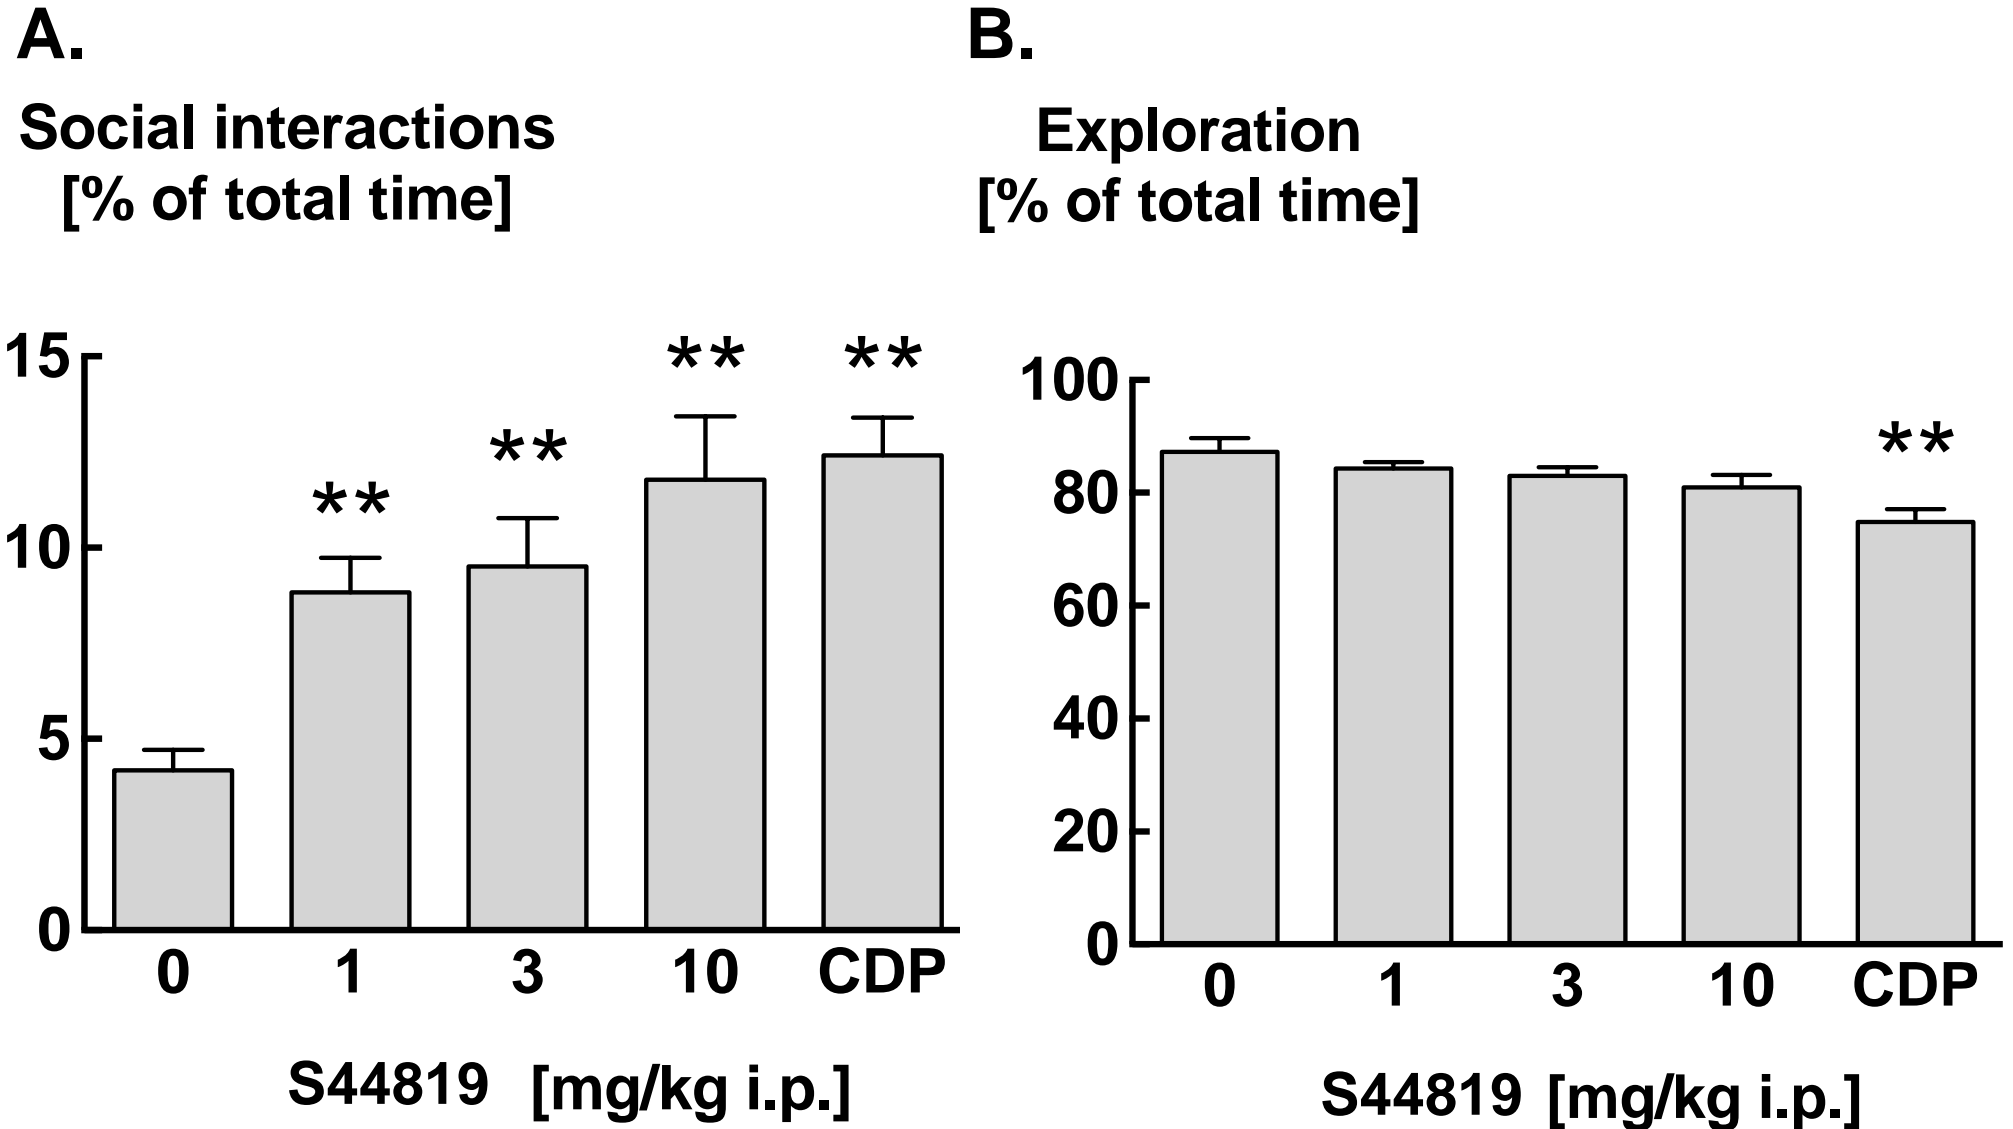 A.
Social interactions
[% of total time]
15
10
5
0
** ** ** **
0 1 3 10 CDP
S44819 [mg/kg i.p.]
B.
Exploration
[% of total time]
100
80
60
40
20
0
**
0 1 3 10 CDP
S44819 [mg/kg i.p.]